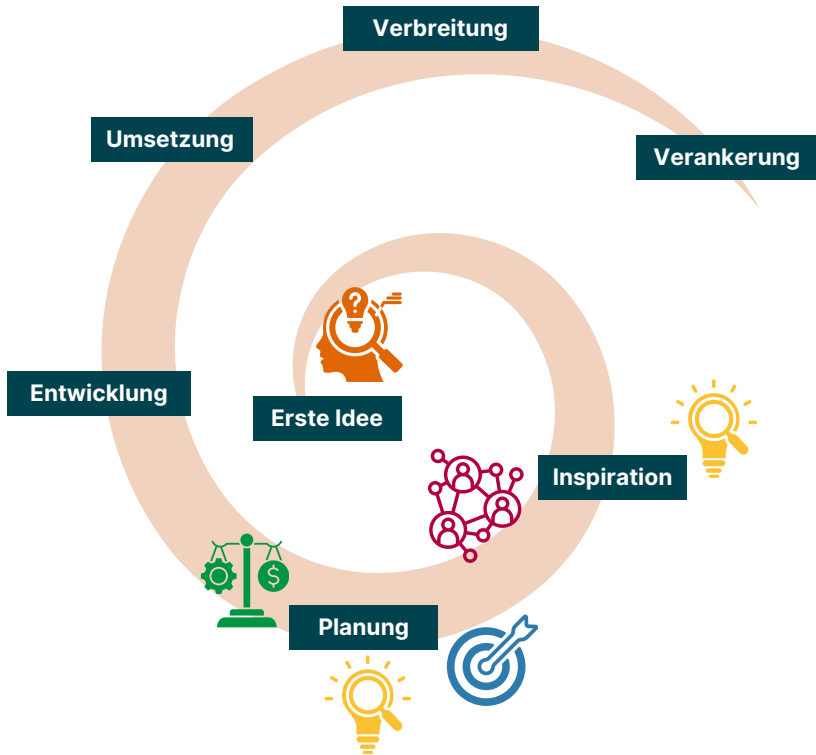 Verbreitung
Umsetzung
Verankerung
?
Entwicklung
Erste Idee
Inspiration
$
Planung